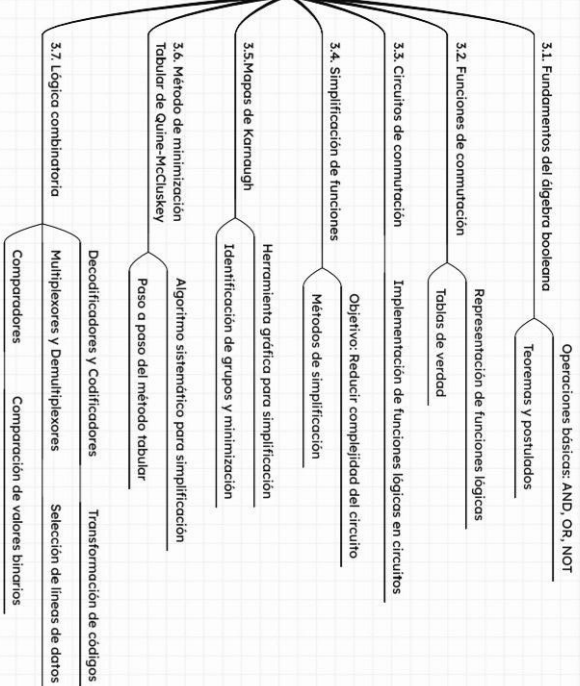 3.1. Fundamentos del álgebra booleana
Operaciones básicas: AND, OR, NOT
Teoremas y postulados
3.2. Funciones de conmutación
Representación de funciones lógicas
Tablas de verdad
3.3. Circuitos de conmutación
Implementación de funciones lógicas en circuitos
3.4. Simplificación de funciones
Objetivo: Reducir complejidad del circuito
Métodos de simplificación
3.5.Mapas de Karnaugh
Herramienta gráfica para simplificación
Identificación de grupos y minimización
3.6. Método de minimización
Tabular de Quine-McCluskey
Algoritmo sistemático para simplificación
Paso a paso del método tabular
3.7. Lógica combinatoria
Decodificadores y Codificadores
Transformación de códigos
Multiplexores y Demultiplexores
Selección de líneas de datos
Comparadores
Comparación de valores binarios